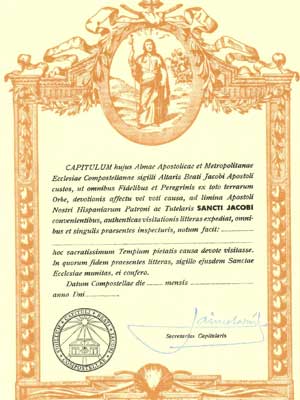 CAPITULUM hujus Almae Apostolicae et Metropolitanae
Ecclesiae Compostellanae sigilli Altaris Beati Jacobi Apostoli
custos, ut omnibus Fidelibus et Peregrinis ex toto terrarum
Orbe, devotionis affectu vel voti causa, ad limina Apostoli
Nostri Hispaniarum Patroni ac Tutelaris SANCTI JACOBI
convenientibus, authenticas visitationis litteras expediat, omni-
bus et singulis praesentes inspecturis, notum facit:
hoc sacratissimum Templum pietatis causa devote visitasse.
In quorum fidem praesentes litteras, sigillo ejusdem Sanctae
Ecclesiae munitas, ei confero.
Datum Compostellae die mensis
anno Dni
Secretarius Capitularis